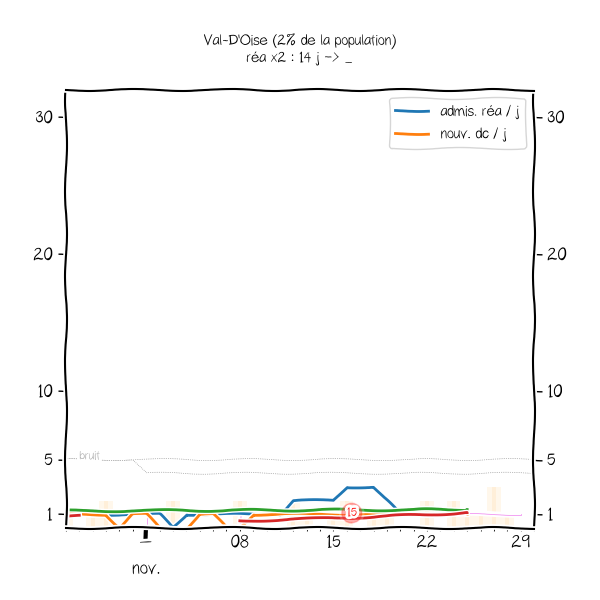 Val-D'Oise (2% de la population)
réa x2 : 14 j -> _
admis. réa / j
nouv. dc / j
30
30
20
20
10
10
5
bruit
5
1
15
1
1
08
15
22
29
nov.